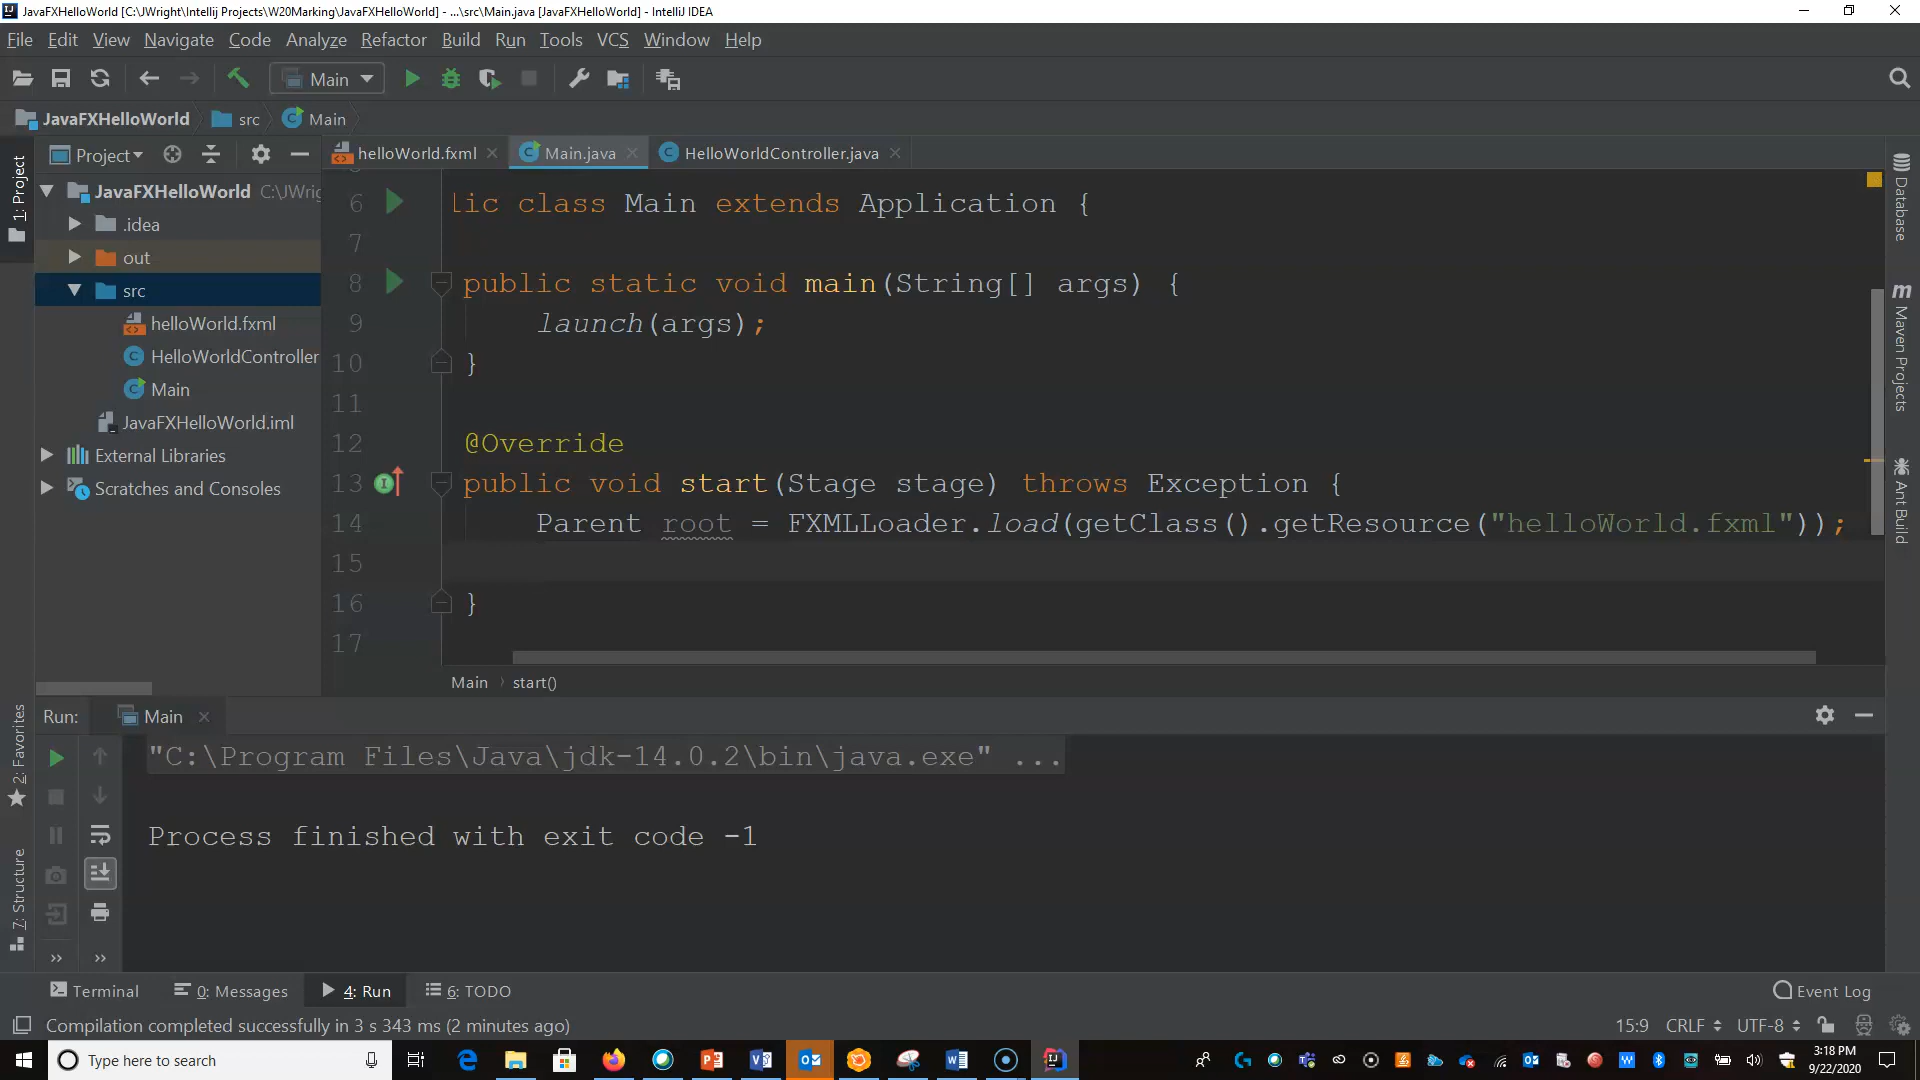 JavaFXHelloWorld [C:\JWright\Intellij Projects\W20Marking\JavaFXHelloWorld] - ...\src\Main.java [JavaFXHelloWorld] - IntelliJ IDEA
File Edit View Navigate Code Analyze Refactor Build Run Tools VCS Window Help
Main
JavaFXHelloWorld src Main
1: Project
Project
helloWorld.fxml Main.java HelloWorldController.java
JavaFXHelloWorld C:\JWrig
.idea
out
src
helloWorld.fxml
HelloWorldController
Main
JavaFXHelloWorld.iml
External Libraries
Scratches and Consoles
6 lic class Main extends Application {
7
8 public static void main(String[] args) {
9 launch(args);
10 }
11
12 @Override
13 public void start(Stage stage) throws Exception {
14 Parent root = FXMLLoader.load(getClass().getResource("helloWorld.fxml"));
15
16 }
17
Main start()
Database
Maven Projects
Ant Build
2: Favorites
7: Structure
Run: Main
"C:\Program Files\Java\jdk-14.0.2\bin\java.exe" ...
Process finished with exit code -1
Terminal 0: Messages 4: Run 6: TODO Event Log
Compilation completed successfully in 3 s 343 ms (2 minutes ago) 15:9 CRLF UTF-8
Type here to search
3:18 PM
9/22/2020